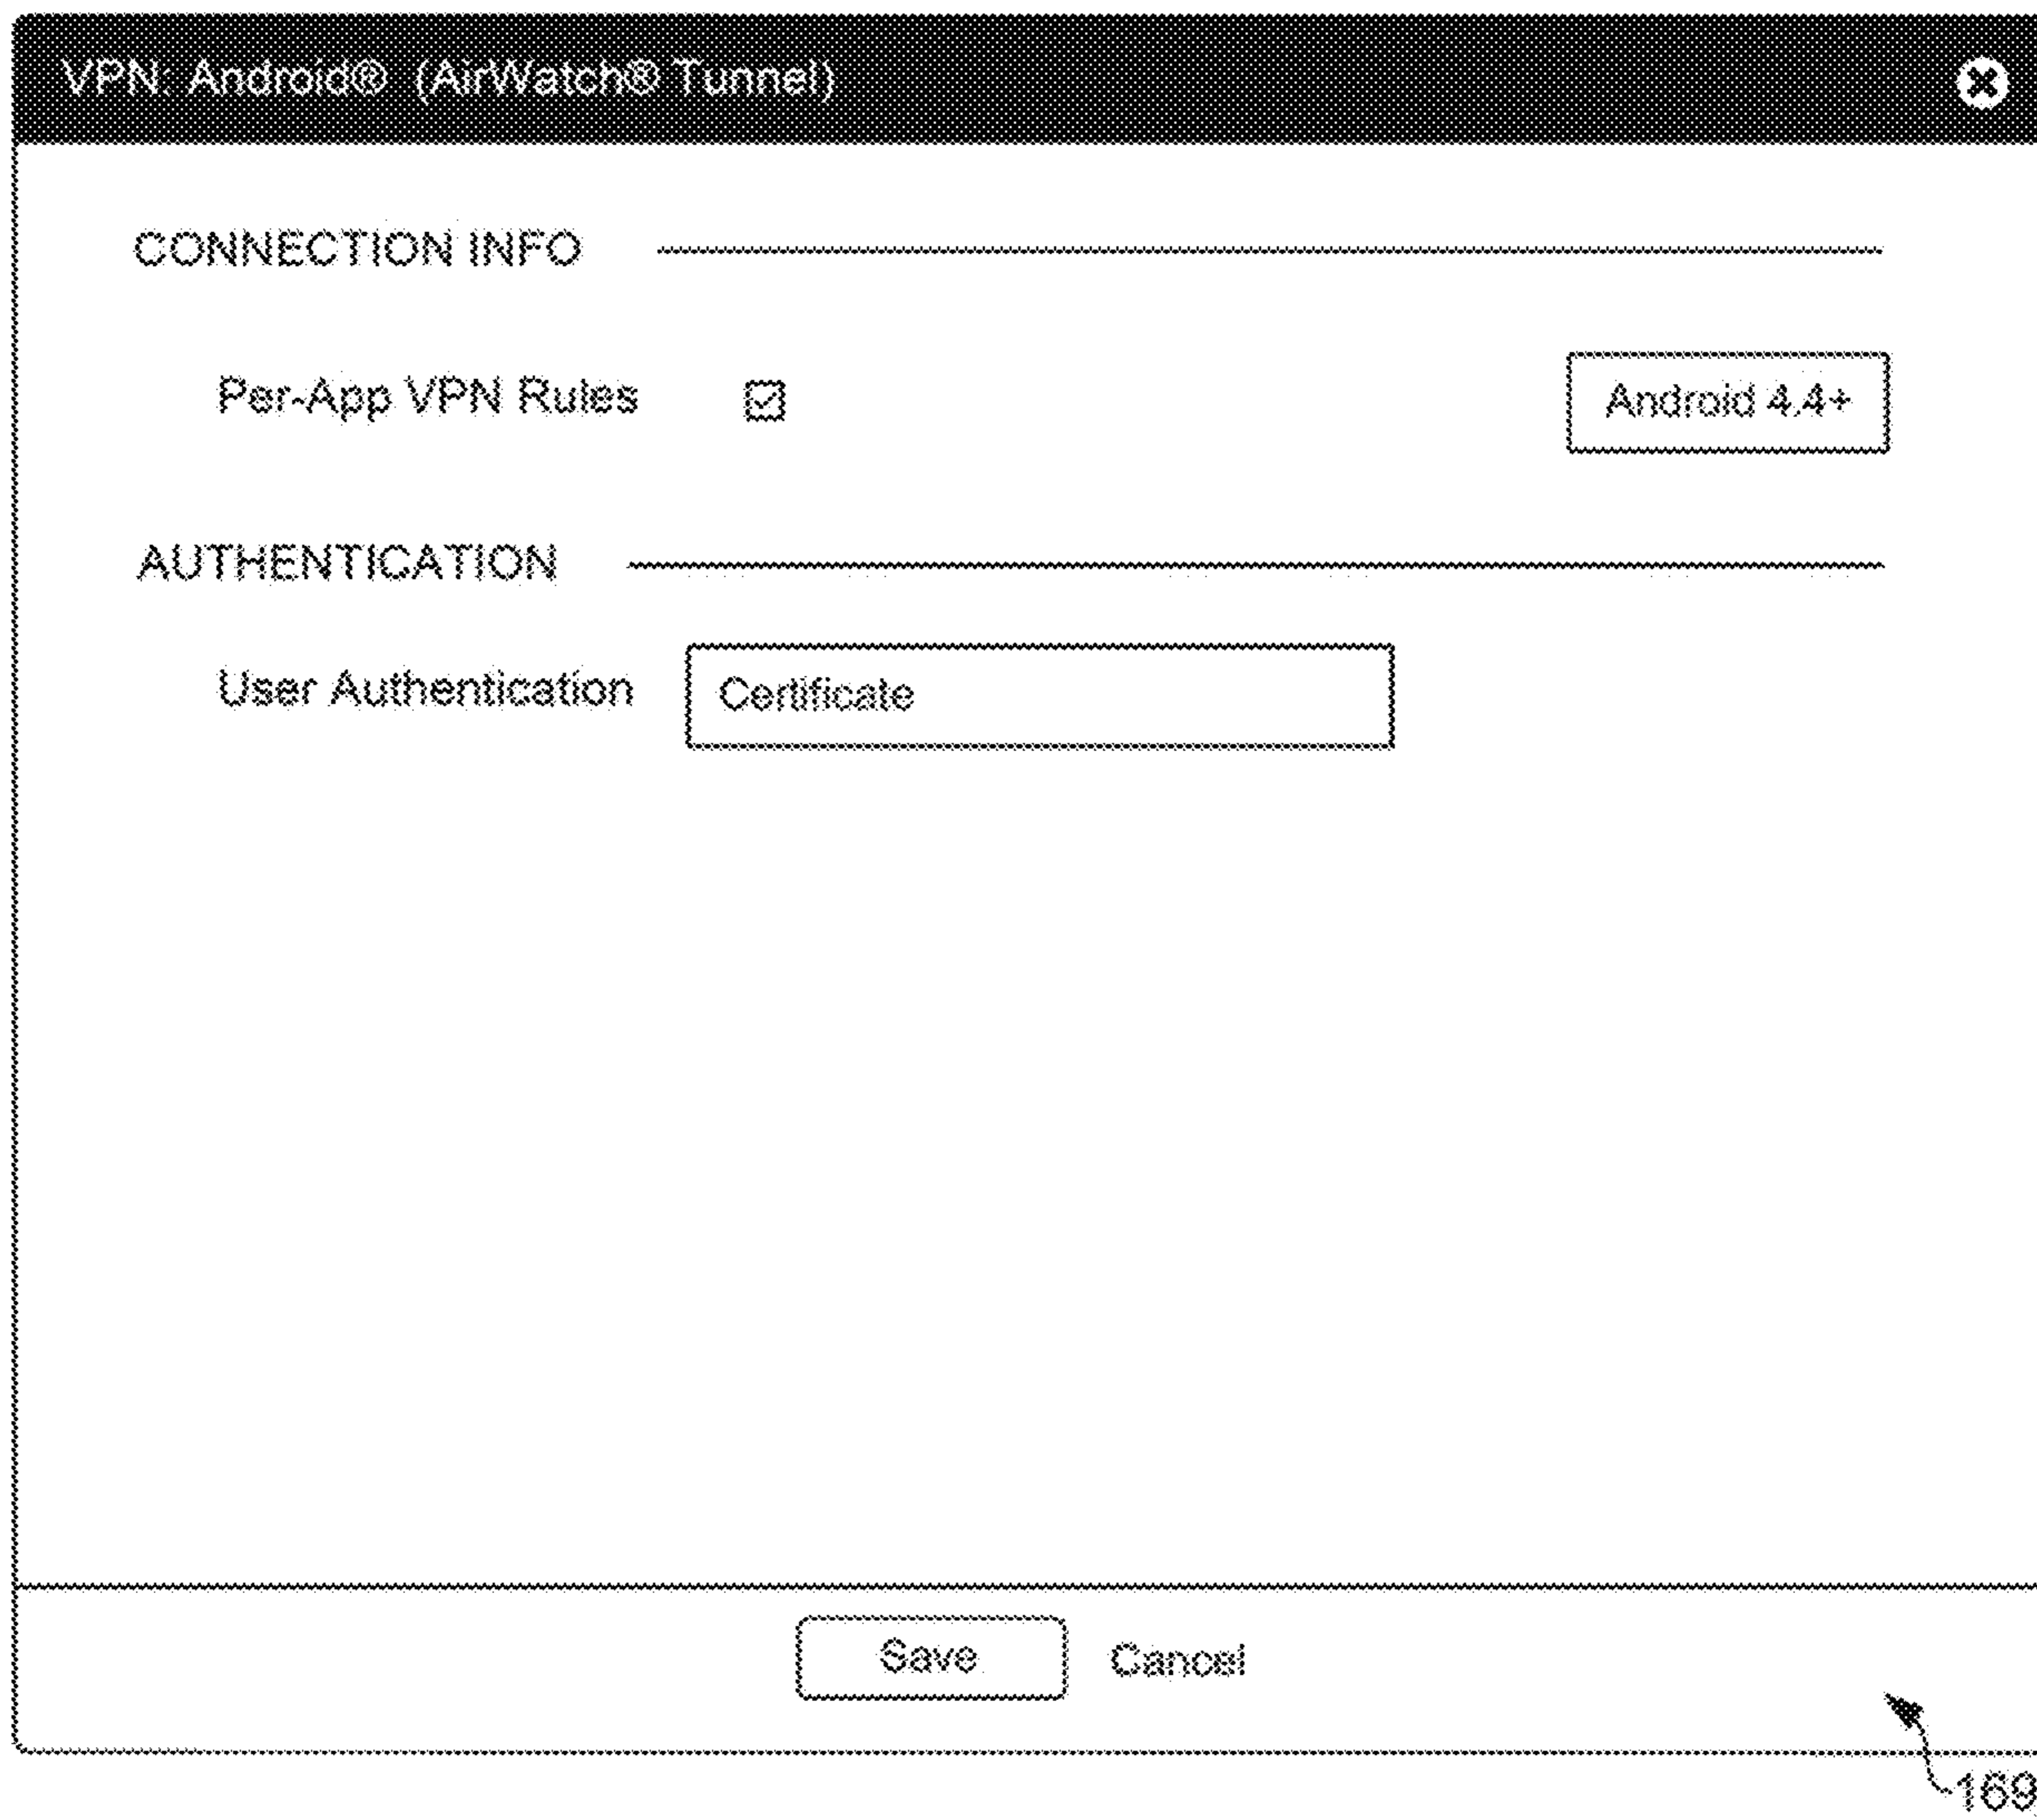 VPN: Android® (AirWatch® Tunnel)
CONNECTION INFO
Per-App VPN Rules
Android 4.4+
AUTHENTICATION
User Authentication
Certificate
Save
Cancel
169